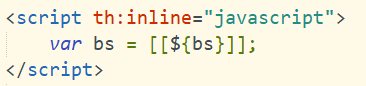 <script th:inline="javascript">
    var bs = [[${bs}]];
</script>